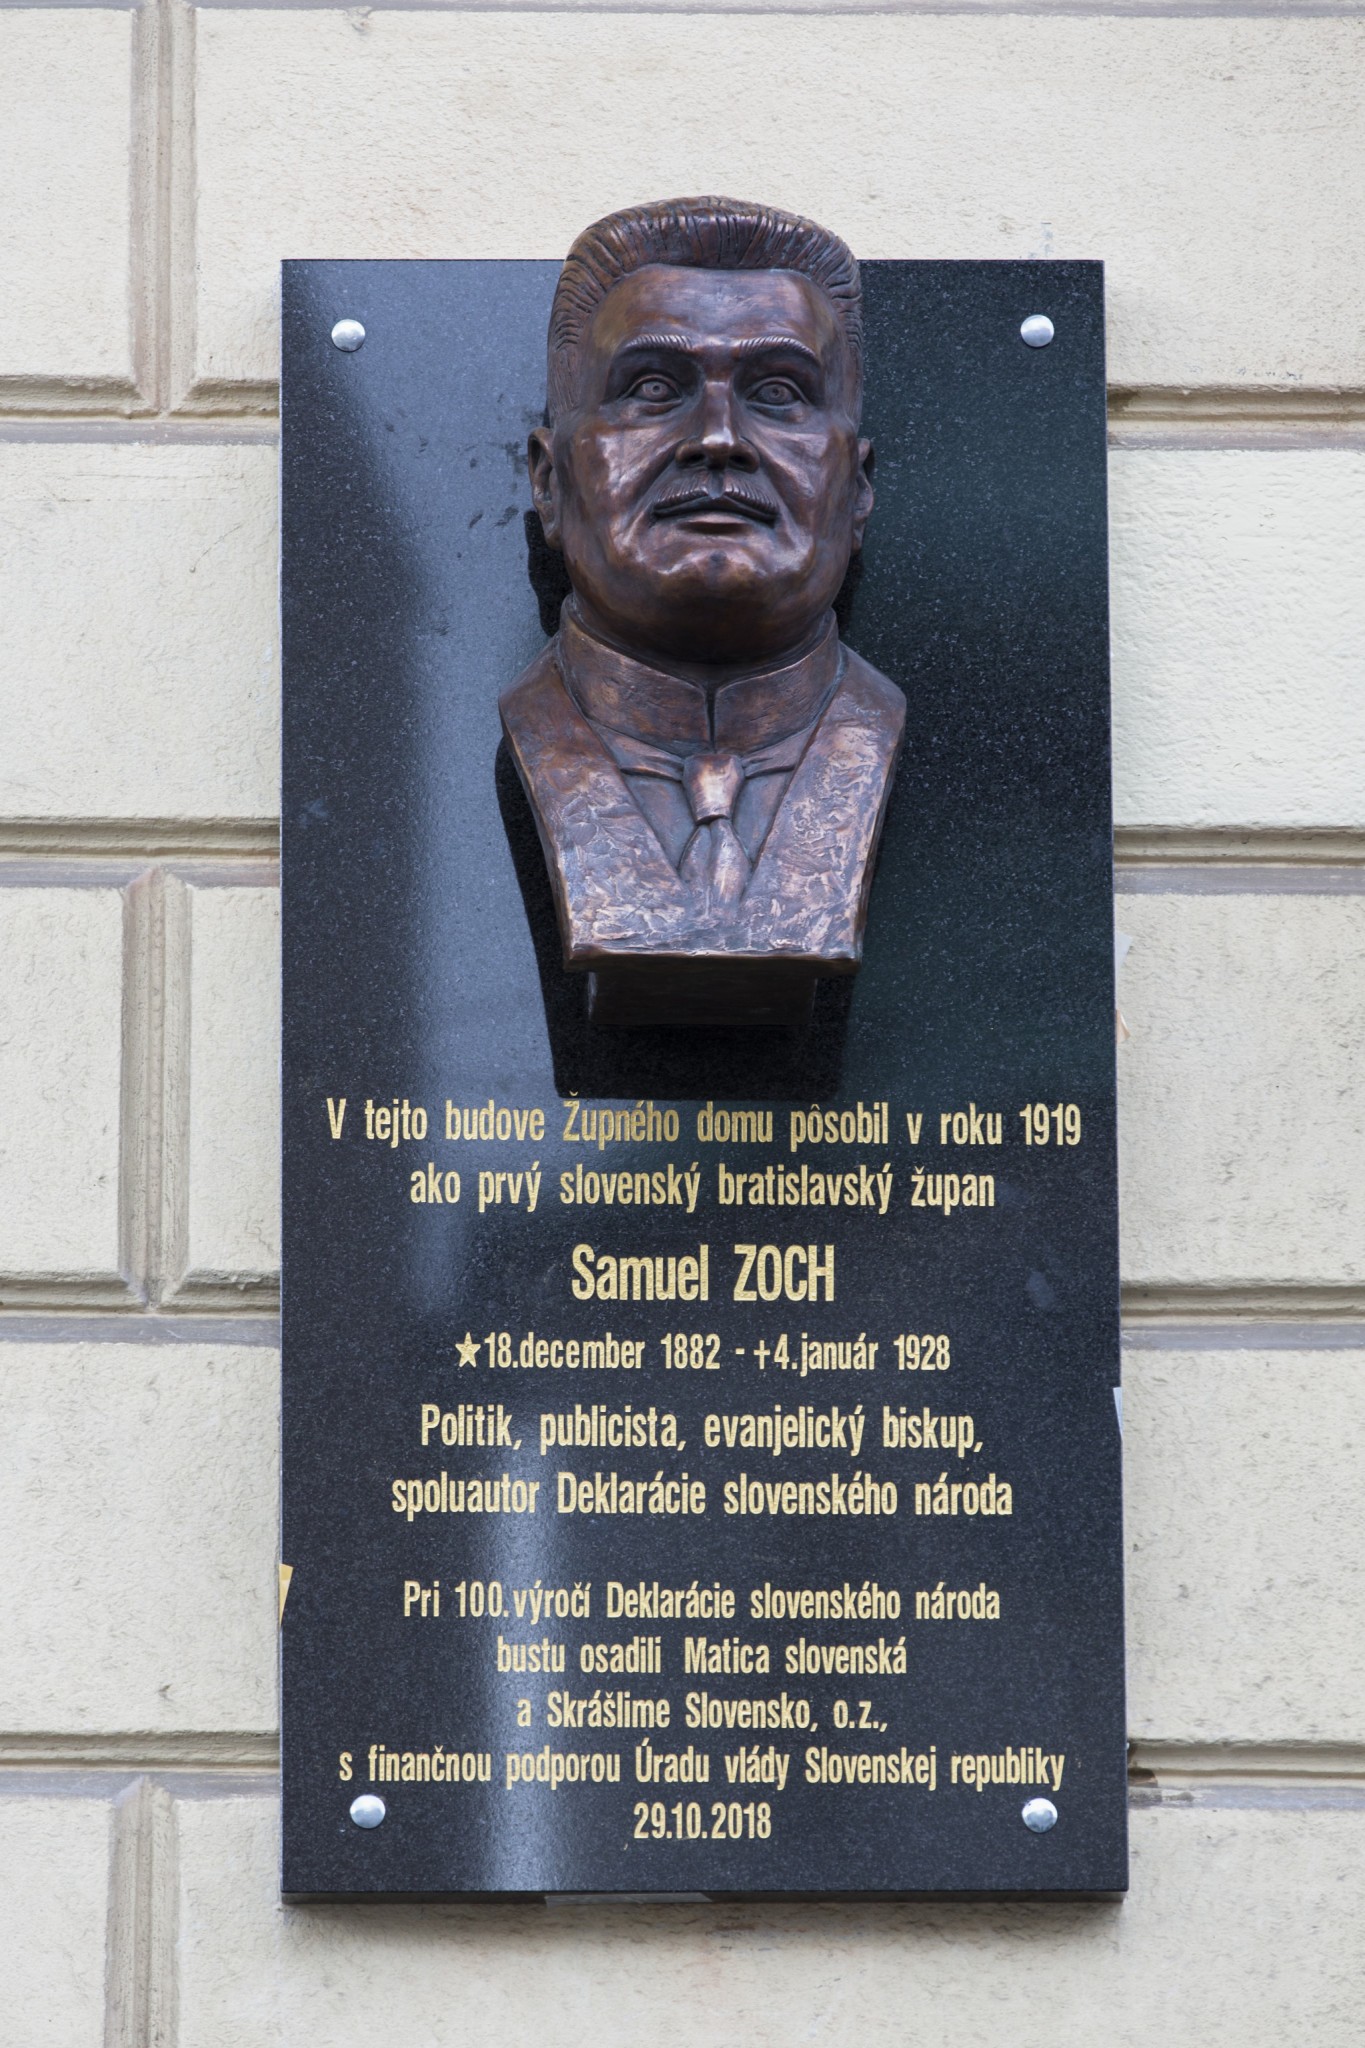 V tejto budove Župného domu pôsobil v roku 1919
ako prvý slovenský bratislavský župan
Samuel ZOCH
★18.december 1882 - +4.január 1928
Politik, publicista, evanjelický biskup,
spoluautor Deklarácie slovenského národa
Pri 100.výročí Deklarácie slovenského národa
bustu osadili Matica slovenská
a Skrášlime Slovensko, o.z.,
s finančnou podporou Úradu vlády Slovenskej republiky
29.10.2018